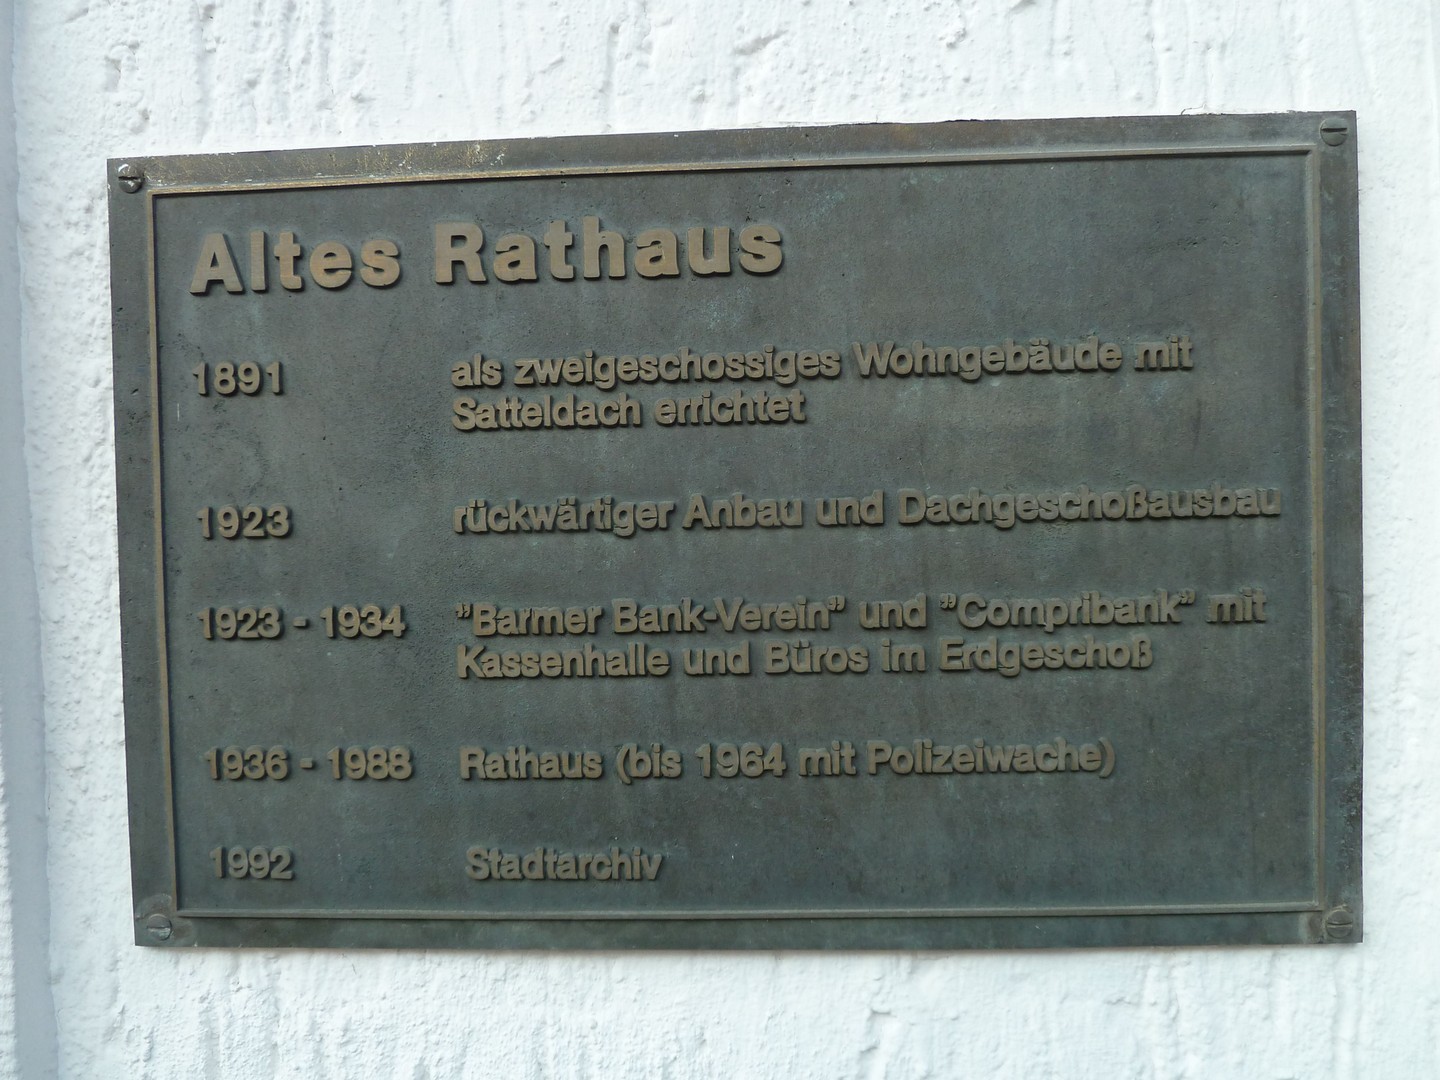 Altes Rathaus
1891 als zweigeschossiges Wohngebäude mit
Satteldach errichtet
1923 rückwärtiger Anbau und Dachgeschoßausbau
1923 - 1934 ”Barmer Bank-Verein” und ”Compribank” mit
Kassenhalle und Büros im Erdgeschoß
1936 - 1988 Rathaus (bis 1964 mit Polizeiwache)
1992 Stadtarchiv